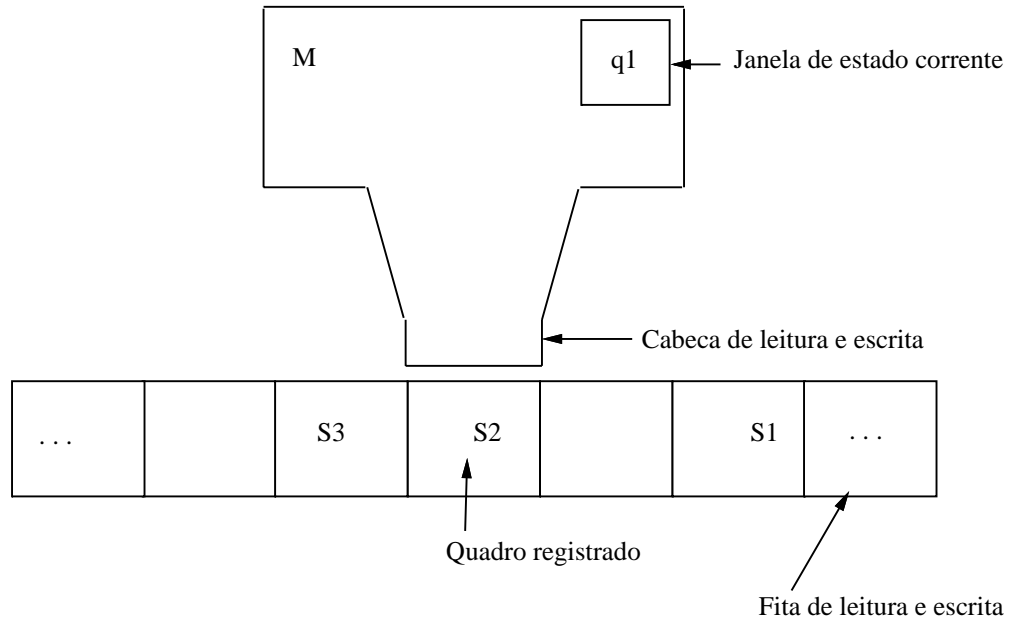 M
q1
Janela de estado corrente
Cabeca de leitura e escrita
. . .
S3
S2
S1
. . .
Quadro registrado
Fita de leitura e escrita